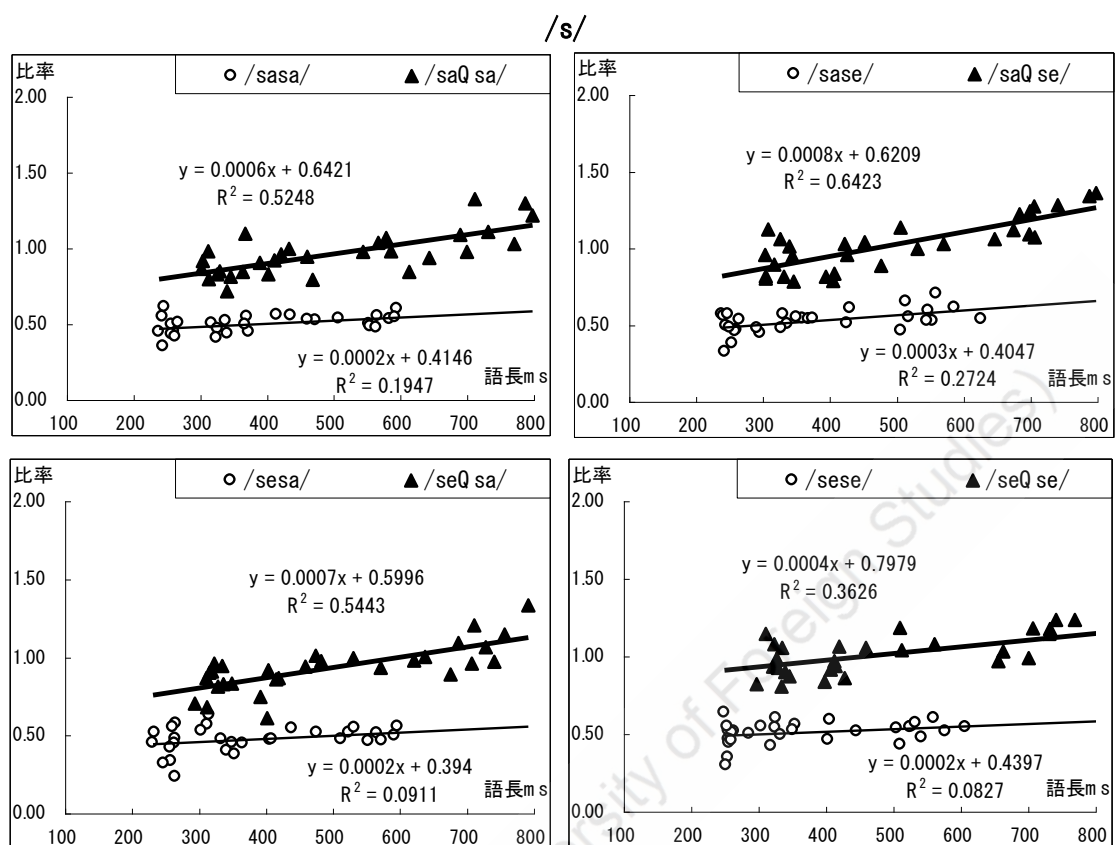 /s/
比率
○ /sasa/ ▲ /saQ sa/
2.00
1.50
1.00
0.50
0.00
y = 0.0006x + 0.6421
R² = 0.5248
y = 0.0002x + 0.4146
R² = 0.1947
語長ms
100 200 300 400 500 600 700 800
比率
○ /sase/ ▲ /saQ se/
2.00
1.50
1.00
0.50
0.00
y = 0.0008x + 0.6209
R² = 0.6423
y = 0.0003x + 0.4047
R² = 0.2724
語長ms
100 200 300 400 500 600 700 800
比率
○ /sesa/ ▲ /seQ sa/
2.00
1.50
1.00
0.50
0.00
y = 0.0007x + 0.5996
R² = 0.5443
y = 0.0002x + 0.394
R² = 0.0911
語長ms
100 200 300 400 500 600 700 800
比率
○ /sese/ ▲ /seQ se/
2.00
1.50
1.00
0.50
0.00
y = 0.0004x + 0.7979
R² = 0.3626
y = 0.0002x + 0.4397
R² = 0.0827
語長ms
100 200 300 400 500 600 700 800
of Foreign Studies)